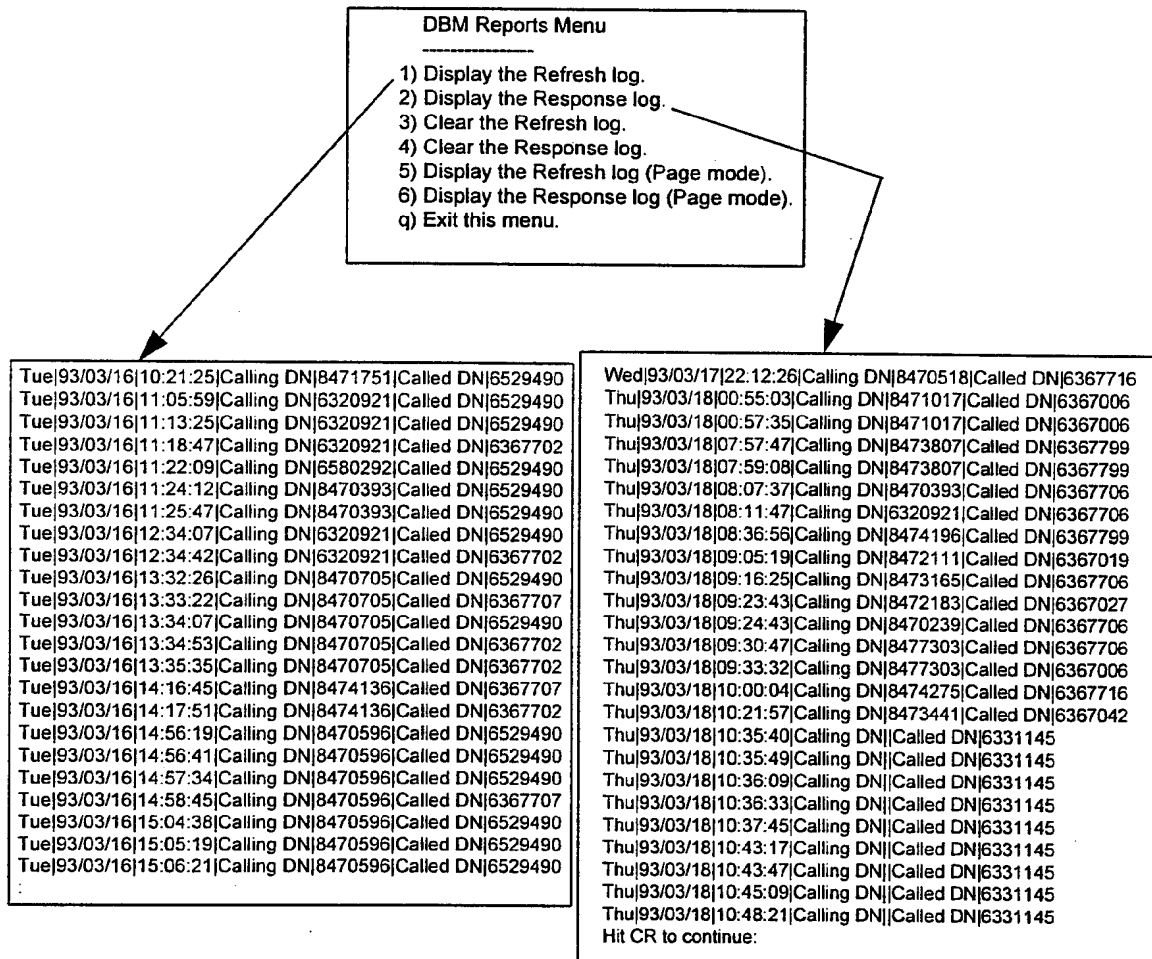 DBM Reports Menu
---------------
1) Display the Refresh log.
2) Display the Response log.
3) Clear the Refresh log.
4) Clear the Response log.
5) Display the Refresh log (Page mode).
6) Display the Response log (Page mode).
q) Exit this menu.
Tue|93/03/16|10:21:25|Calling DN|8471751|Called DN|6529490
Tue|93/03/16|11:05:59|Calling DN|6320921|Called DN|6529490
Tue|93/03/16|11:13:25|Calling DN|6320921|Called DN|6529490
Tue|93/03/16|11:18:47|Calling DN|6320921|Called DN|6367702
Tue|93/03/16|11:22:09|Calling DN|6580292|Called DN|6529490
Tue|93/03/16|11:24:12|Calling DN|8470393|Called DN|6529490
Tue|93/03/16|11:25:47|Calling DN|8470393|Called DN|6529490
Tue|93/03/16|12:34:07|Calling DN|6320921|Called DN|6529490
Tue|93/03/16|12:34:42|Calling DN|6320921|Called DN|6367702
Tue|93/03/16|13:32:26|Calling DN|8470705|Called DN|6529490
Tue|93/03/16|13:33:22|Calling DN|8470705|Called DN|6367707
Tue|93/03/16|13:34:07|Calling DN|8470705|Called DN|6529490
Tue|93/03/16|13:34:53|Calling DN|8470705|Called DN|6367702
Tue|93/03/16|13:35:35|Calling DN|8470705|Called DN|6367702
Tue|93/03/16|14:16:45|Calling DN|8474136|Called DN|6367707
Tue|93/03/16|14:17:51|Calling DN|8474136|Called DN|6367702
Tue|93/03/16|14:56:19|Calling DN|8470596|Called DN|6529490
Tue|93/03/16|14:56:41|Calling DN|8470596|Called DN|6529490
Tue|93/03/16|14:57:34|Calling DN|8470596|Called DN|6529490
Tue|93/03/16|14:58:45|Calling DN|8470596|Called DN|6367707
Tue|93/03/16|15:04:38|Calling DN|8470596|Called DN|6529490
Tue|93/03/16|15:05:19|Calling DN|8470596|Called DN|6529490
Tue|93/03/16|15:06:21|Calling DN|8470596|Called DN|6529490
:
Wed|93/03/17|22:12:26|Calling DN|8470518|Called DN|6367716
Thu|93/03/18|00:55:03|Calling DN|8471017|Called DN|6367006
Thu|93/03/18|00:57:35|Calling DN|8471017|Called DN|6367006
Thu|93/03/18|07:57:47|Calling DN|8473807|Called DN|6367799
Thu|93/03/18|07:59:08|Calling DN|8473807|Called DN|6367799
Thu|93/03/18|08:07:37|Calling DN|8470393|Called DN|6367706
Thu|93/03/18|08:11:47|Calling DN|6320921|Called DN|6367706
Thu|93/03/18|08:36:56|Calling DN|8474196|Called DN|6367799
Thu|93/03/18|09:05:19|Calling DN|8472111|Called DN|6367019
Thu|93/03/18|09:16:25|Calling DN|8473165|Called DN|6367706
Thu|93/03/18|09:23:43|Calling DN|8472183|Called DN|6367027
Thu|93/03/18|09:24:43|Calling DN|8470239|Called DN|6367706
Thu|93/03/18|09:30:47|Calling DN|8477303|Called DN|6367706
Thu|93/03/18|09:33:32|Calling DN|8477303|Called DN|6367006
Thu|93/03/18|10:00:04|Calling DN|8474275|Called DN|6367716
Thu|93/03/18|10:21:57|Calling DN|8473441|Called DN|6367042
Thu|93/03/18|10:35:40|Calling DN||Called DN|6331145
Thu|93/03/18|10:35:49|Calling DN||Called DN|6331145
Thu|93/03/18|10:36:09|Calling DN||Called DN|6331145
Thu|93/03/18|10:36:33|Calling DN||Called DN|6331145
Thu|93/03/18|10:37:45|Calling DN||Called DN|6331145
Thu|93/03/18|10:43:17|Calling DN||Called DN|6331145
Thu|93/03/18|10:43:47|Calling DN||Called DN|6331145
Thu|93/03/18|10:45:09|Calling DN||Called DN|6331145
Thu|93/03/18|10:48:21|Calling DN||Called DN|6331145
Hit CR to continue: